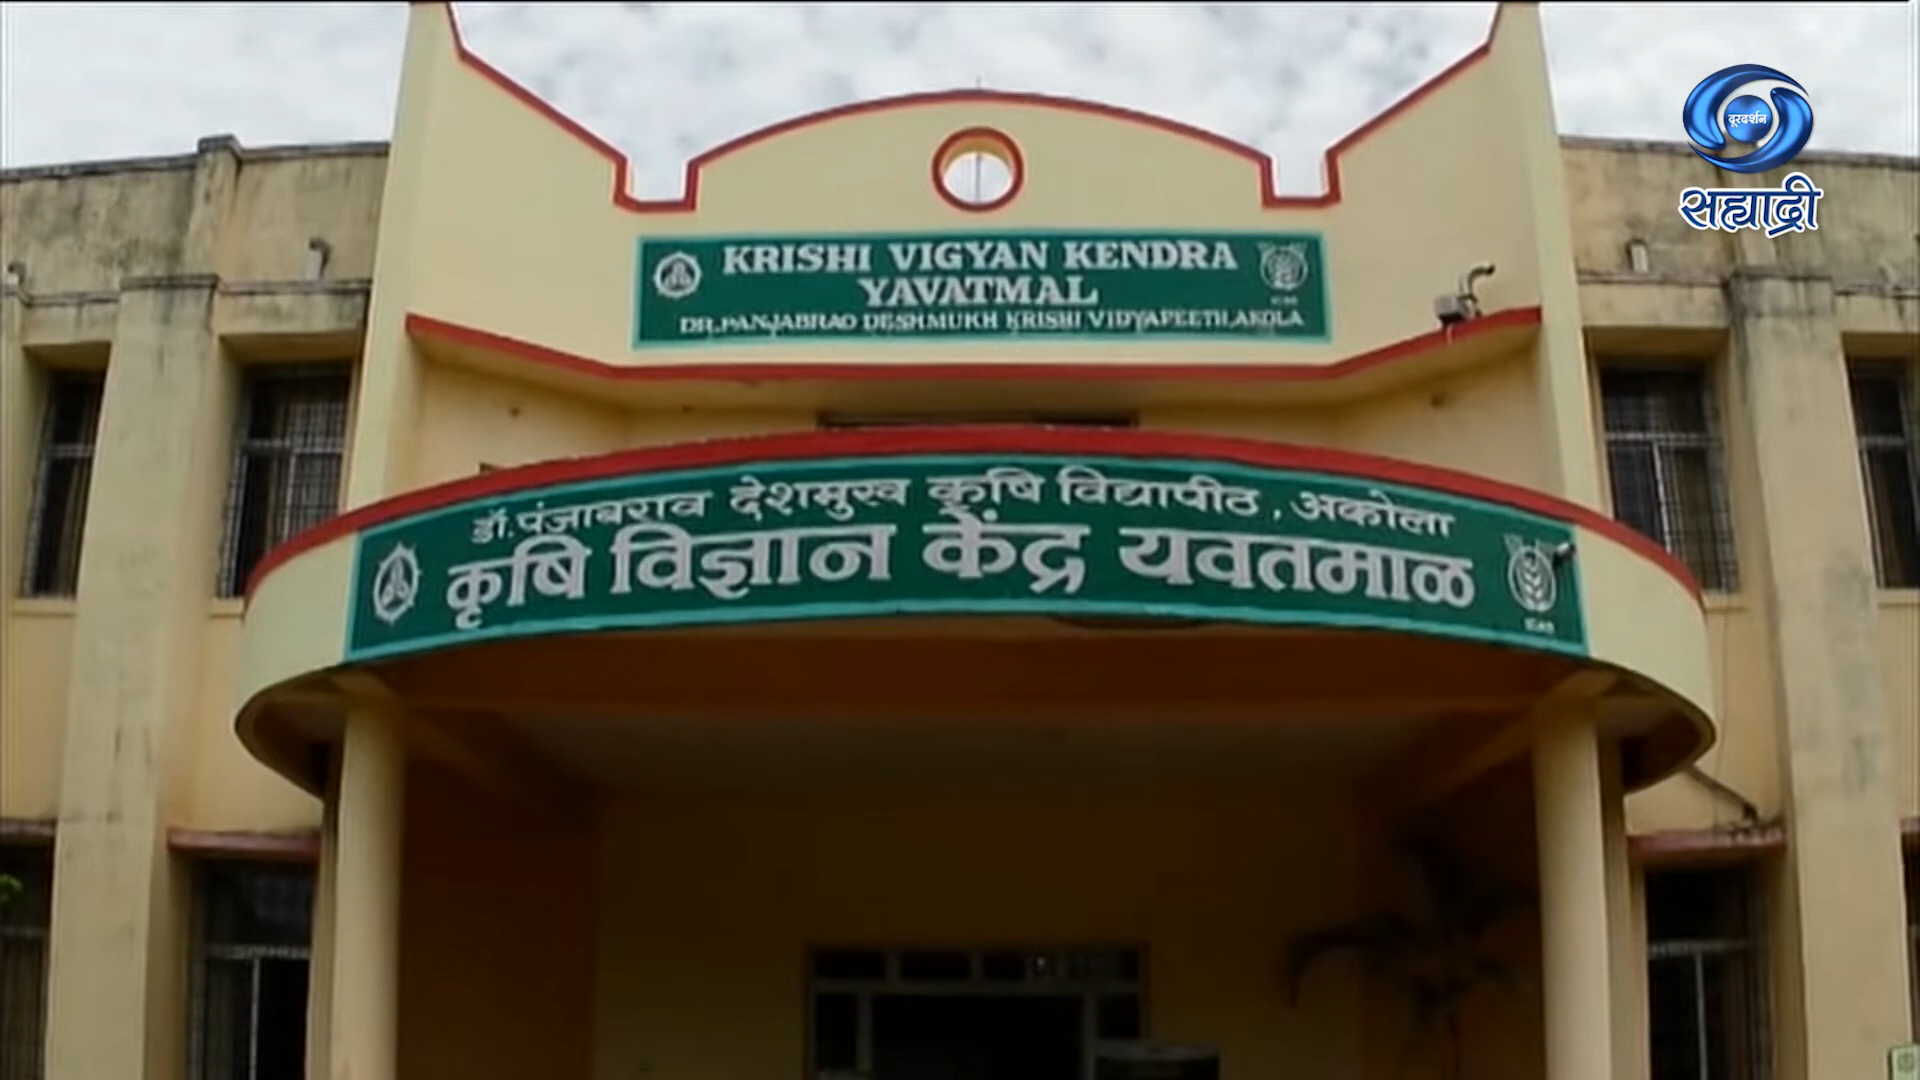 दूरदर्शन
सह्याद्री
KRISHI VIGYAN KENDRA
YAVATMAL
DR.PANJABRAO DESHMUKH KRISHI VIDYAPEETH,AKOLA
डॉ.पंजाबराव देशमुख कृषि विद्यापीठ, अकोला
कृषि विज्ञान केंद्र यवतमाळ